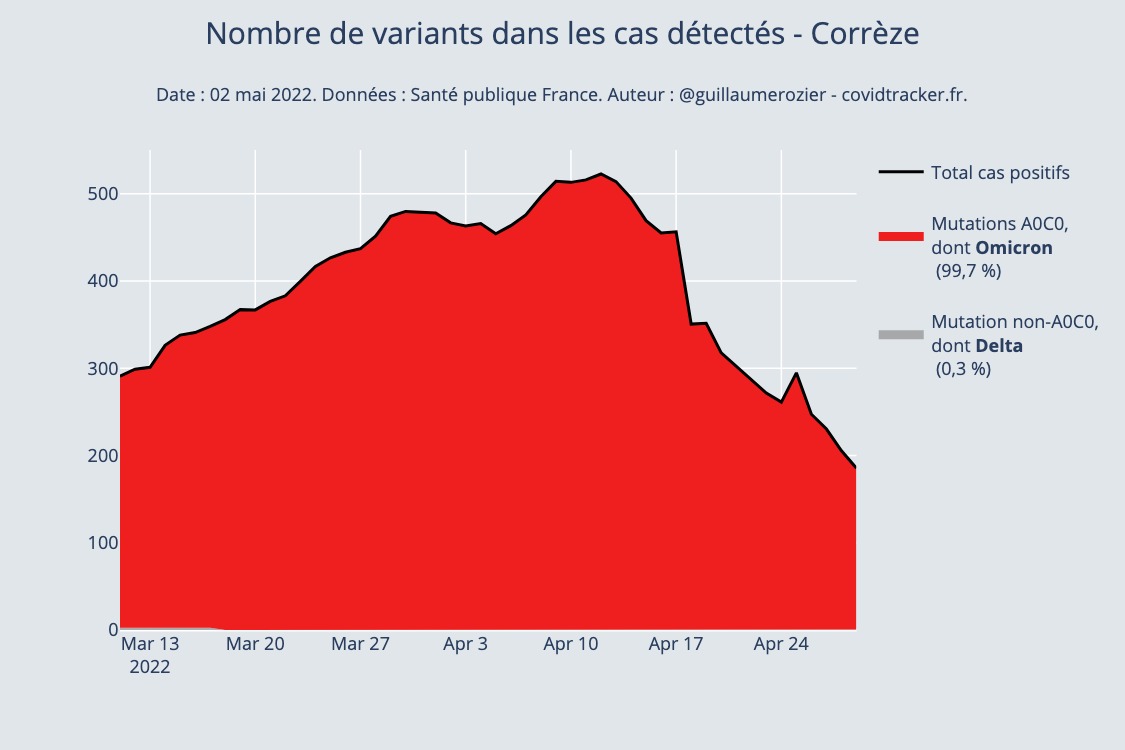 Nombre de variants dans les cas détectés - Corrèze
Date : 02 mai 2022. Données : Santé publique France. Auteur : @guillaumerozier - covidtracker.fr.
500
400
300
200
100
0
Mar 13
2022
Mar 20
Mar 27
Apr 3
Apr 10
Apr 17
Apr 24
Total cas positifs
Mutations A0C0,
dont Omicron
(99,7 %)
Mutation non-A0C0,
dont Delta
(0,3 %)